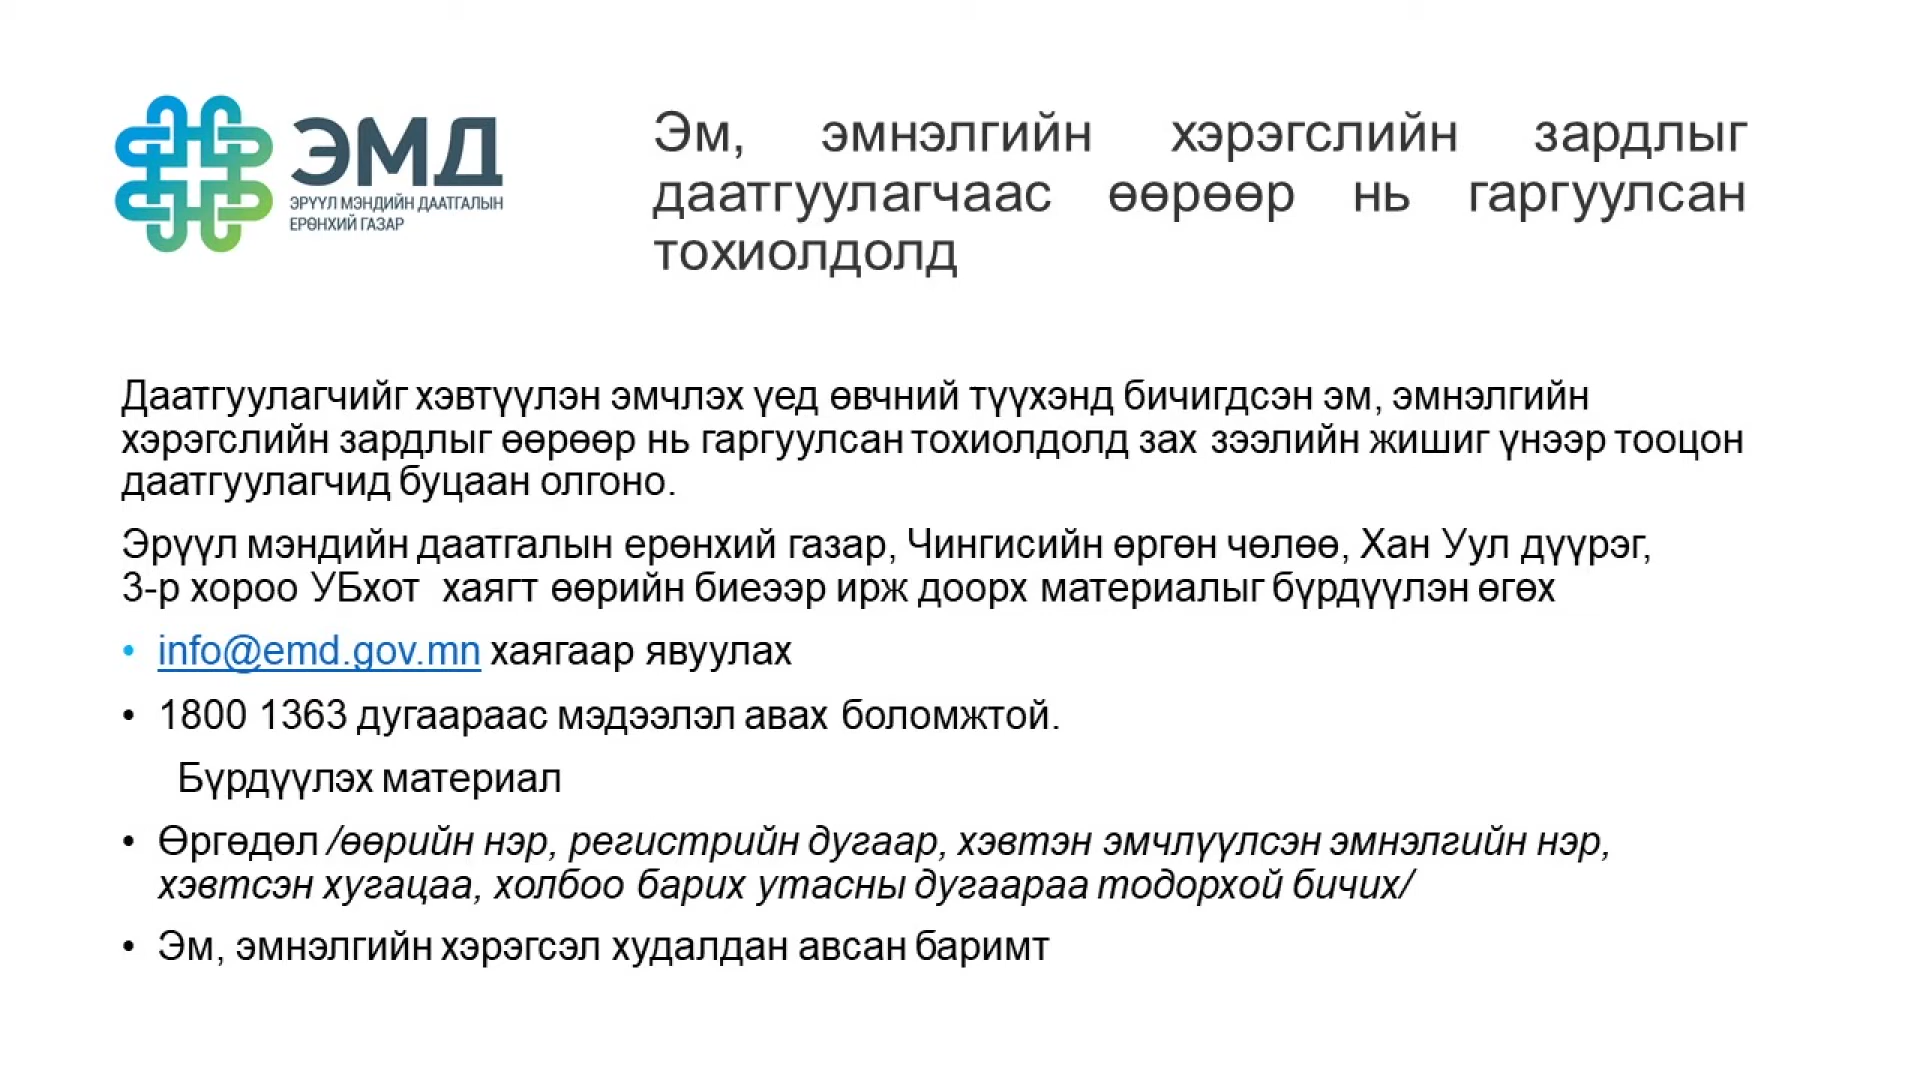 ЭМД
ЭРҮҮЛ МЭНДИЙН ДААТГАЛЫН
ЕРӨНХИЙ ГАЗАР
Эм, эмнэлгийн хэрэгслийн зардлыг
даатгуулагчаас өөрөөр нь гаргуулсан
тохиолдолд
Даатгуулагчийг хэвтүүлэн эмчлэх үед өвчний түүхэнд бичигдсэн эм, эмнэлгийн
хэрэгслийн зардлыг өөрөөр нь гаргуулсан тохиолдолд зах зээлийн жишиг үнээр тооцон
даатгуулагчид буцаан олгоно.
Эрүүл мэндийн даатгалын ерөнхий газар, Чингисийн өргөн чөлөө, Хан Уул дүүрэг,
3-р хороо УБхот хаягт өөрийн биеэээр ирж доорх материалыг бүрдүүлэн өгөх
• info@emd.gov.mn хаягаар явуулах
• 1800 1363 дугаараас мэдээлэл авах боломжтой.
Бүрдүүлэх материал
• Өргөдөл /өөрийн нэр, регистрийн дугаар, хэвтэн эмчлүүлсэн эмнэлгийн нэр,
хэвтсэн хугацаа, холбоо барих утасны дугаараа тодорхой бичих/
• Эм, эмнэлгийн хэрэгсэл худалдан авсан баримт